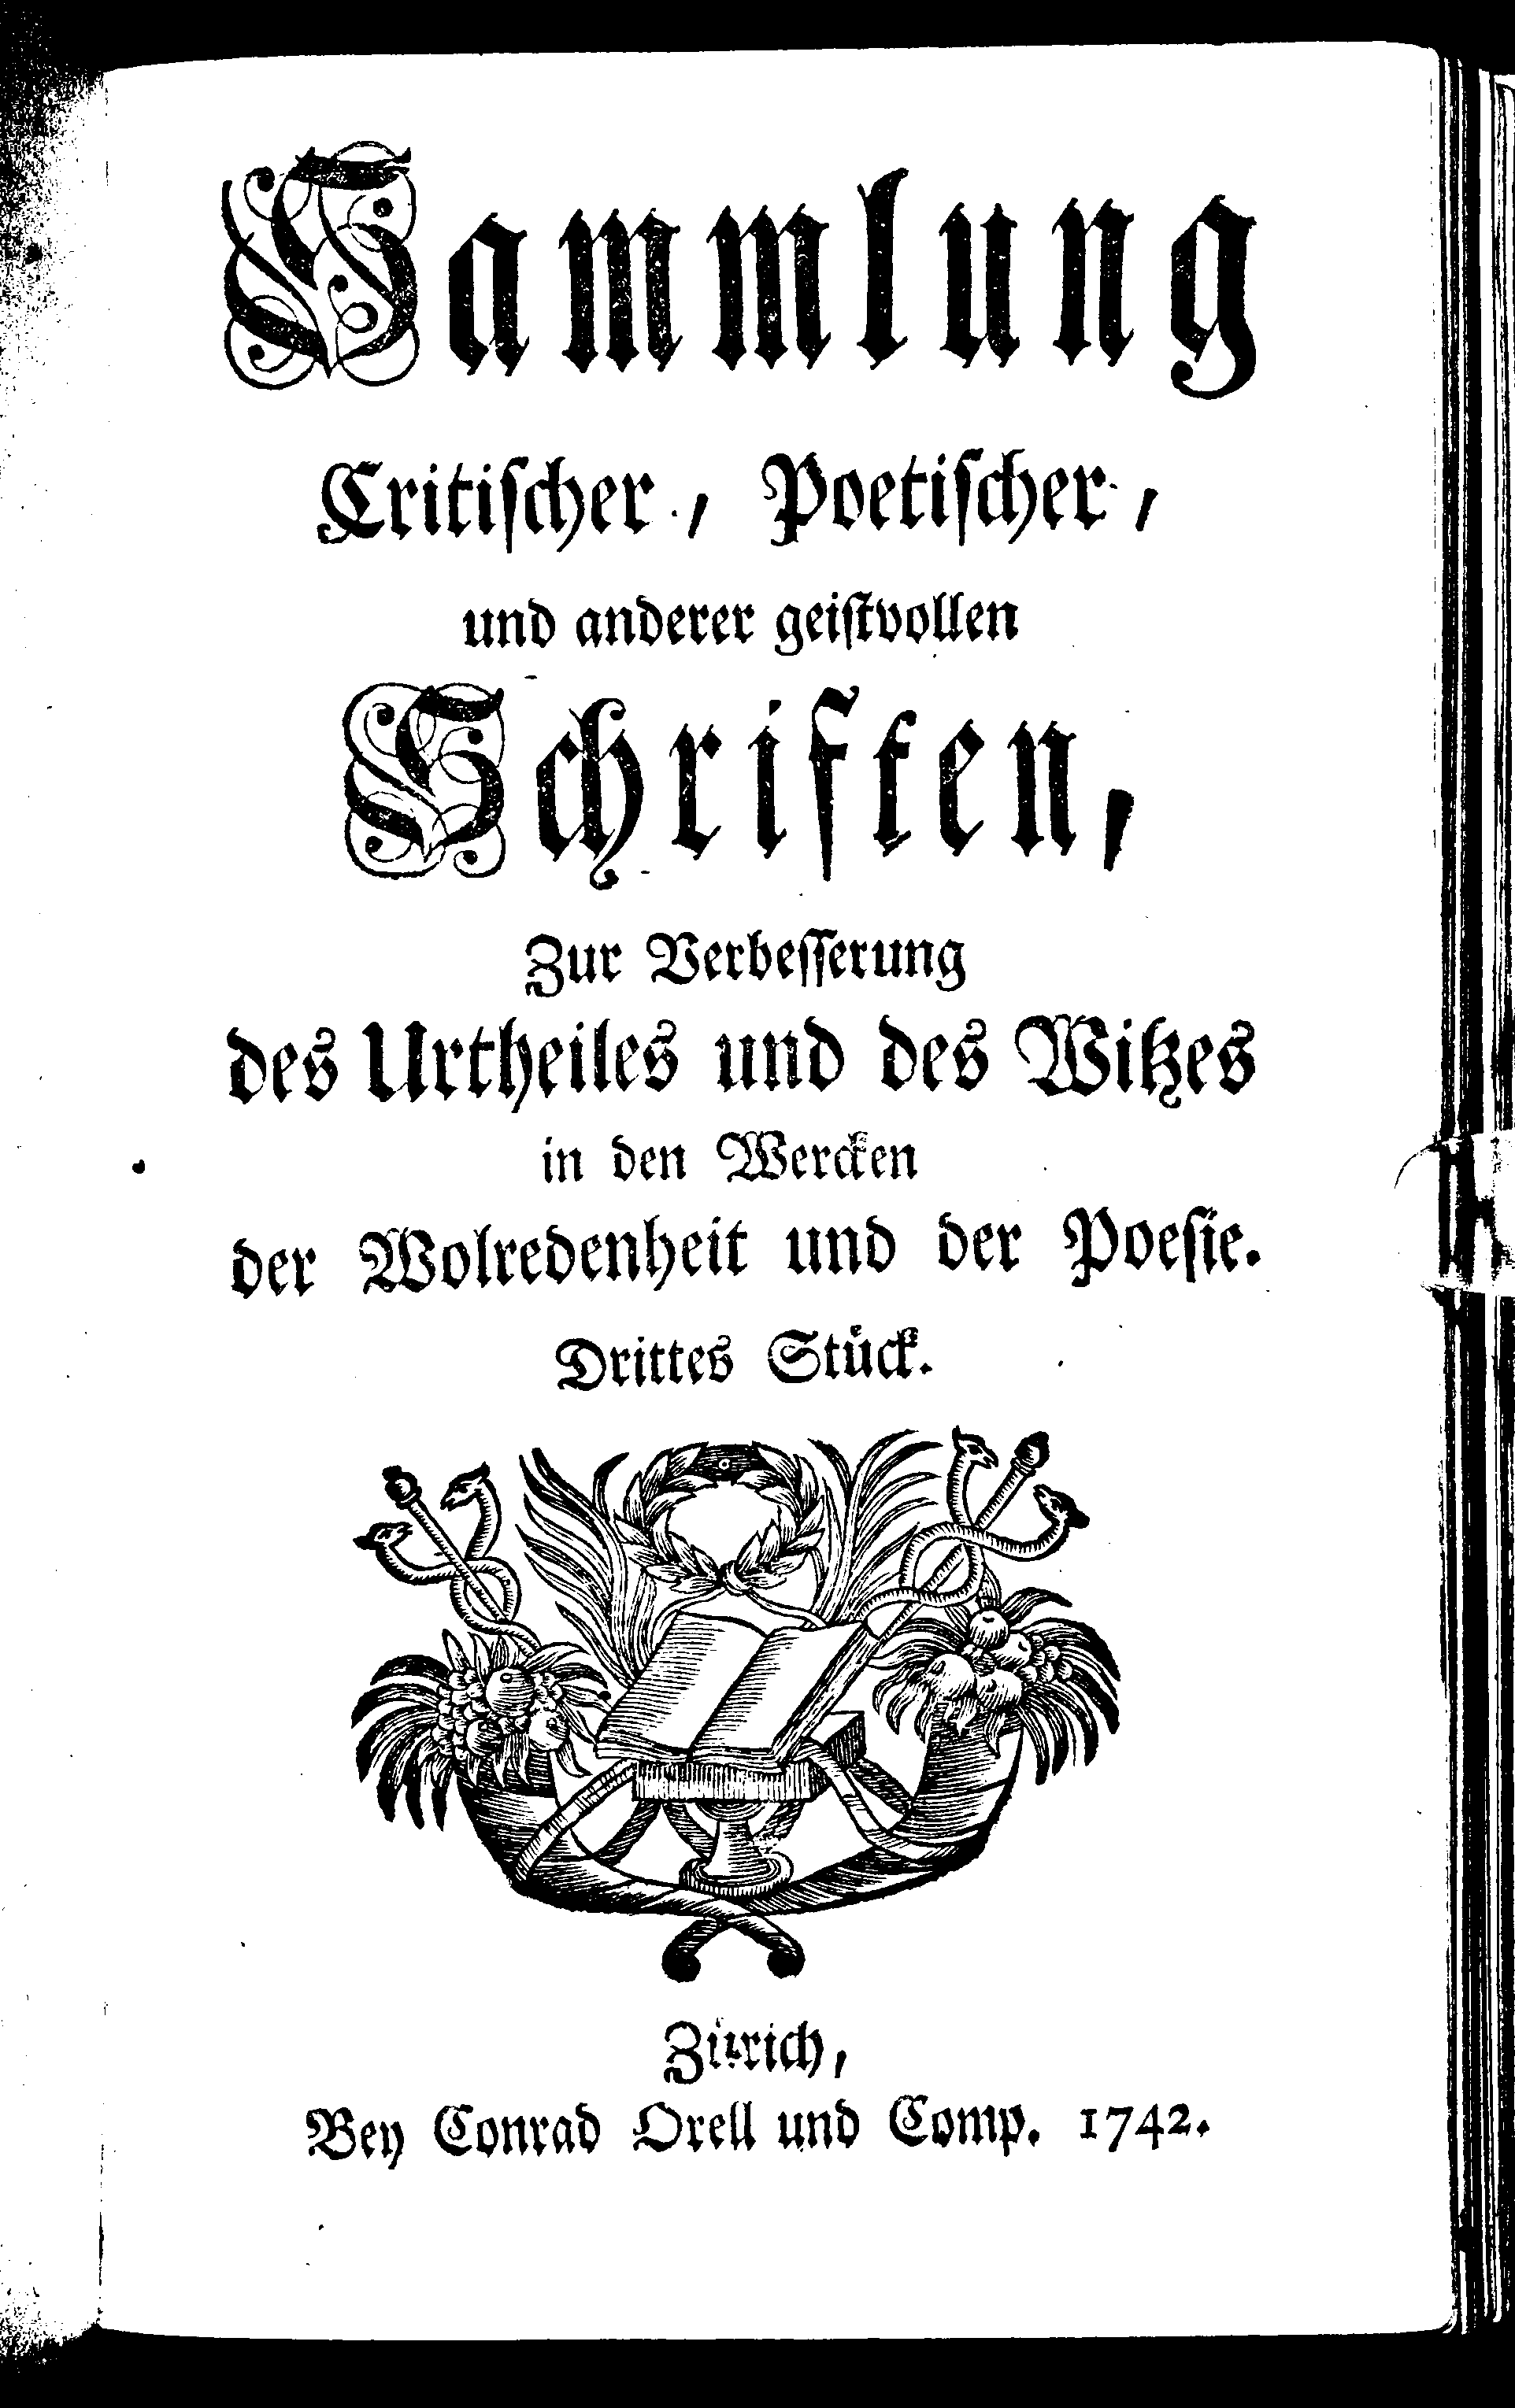 Sammlung
Critischer, Poetischer,
und anderer geistvollen
Schriften,
Zur Verbesserung
des Urtheiles und des Witzes
in den Wercken
der Wolredenheit und der Poesie.
Drittes Stück.
Zürich,
Bey Conrad Orell und Comp. 1742.